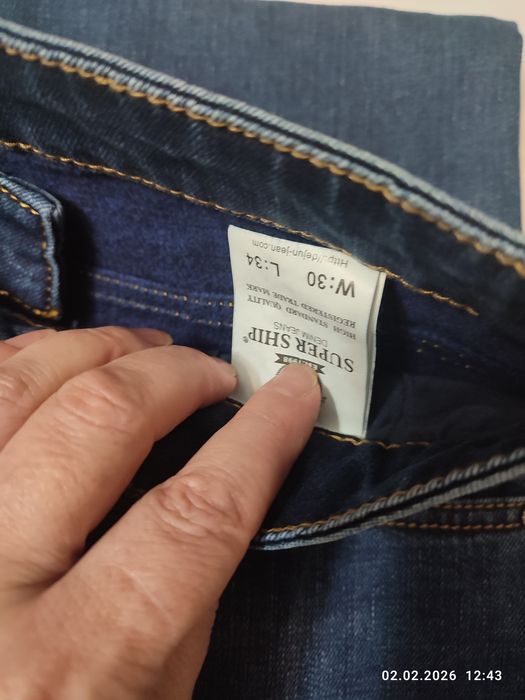 1998
SUPER SHIP®
DENIM JEANS
HIGH STANDARD QUALITY
REGISTERED TRADE MARK
W:30 L:34
Http://dejun-jean.com
02.02.2026 12:43